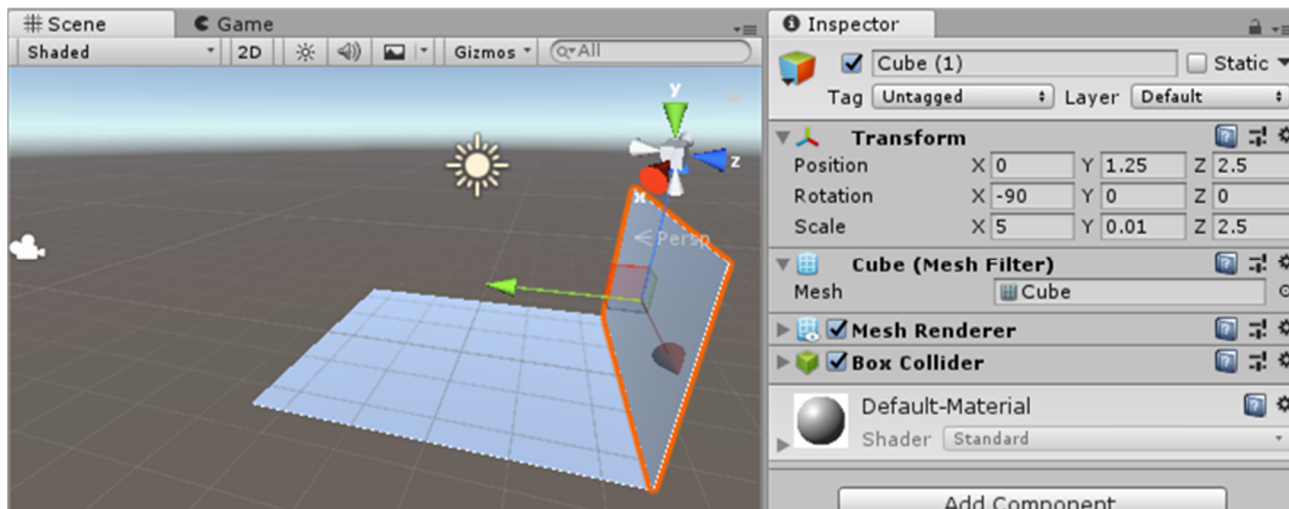 Scene Game
Shaded 2D Gizmos All
y
z
x
Persp
Inspector
Cube (1) Static
Tag Untagged Layer Default
Transform
Position X 0 Y 1.25 Z 2.5
Rotation X -90 Y 0 Z 0
Scale X 5 Y 0.01 Z 2.5
Cube (Mesh Filter)
Mesh Cube
Mesh Renderer
Box Collider
Default-Material
Shader Standard
Add Component